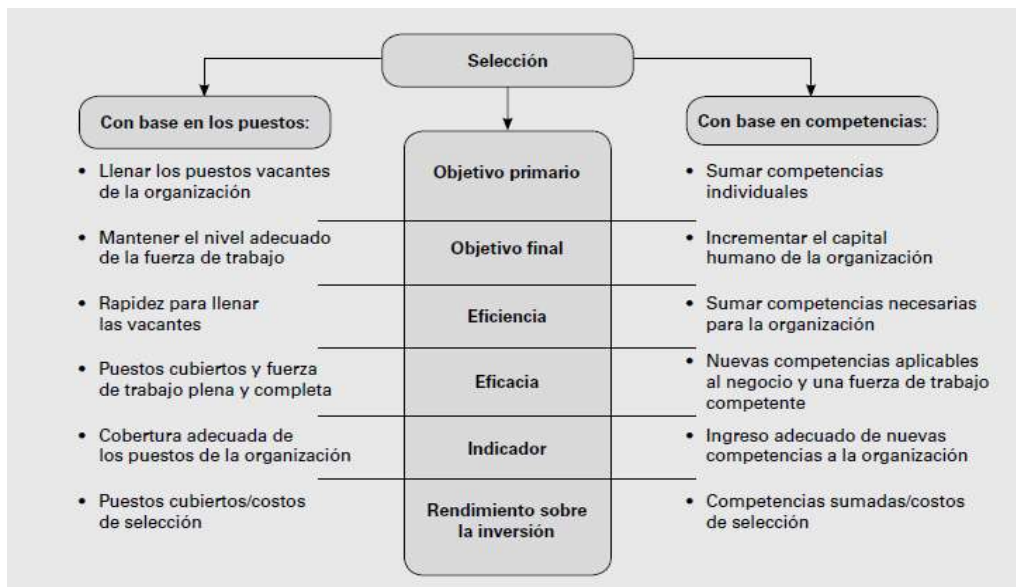 Selección
Con base en los puestos:
Con base en competencias:
• Llenar los puestos vacantes
de la organización
Objetivo primario
• Sumar competencias
individuales
• Mantener el nivel adecuado
de la fuerza de trabajo
Objetivo final
• Incrementar el capital
humano de la organización
• Rapidez para llenar
las vacantes
Eficiencia
• Sumar competencias necesarias
para la organización
• Puestos cubiertos y fuerza
de trabajo plena y completa
Eficacia
• Nuevas competencias aplicables
al negocio y una fuerza de trabajo
competente
• Cobertura adecuada de
los puestos de la organización
Indicador
• Ingreso adecuado de nuevas
competencias a la organización
• Puestos cubiertos/costos
de selección
Rendimiento sobre
la inversión
• Competencias sumadas/costos
de selección